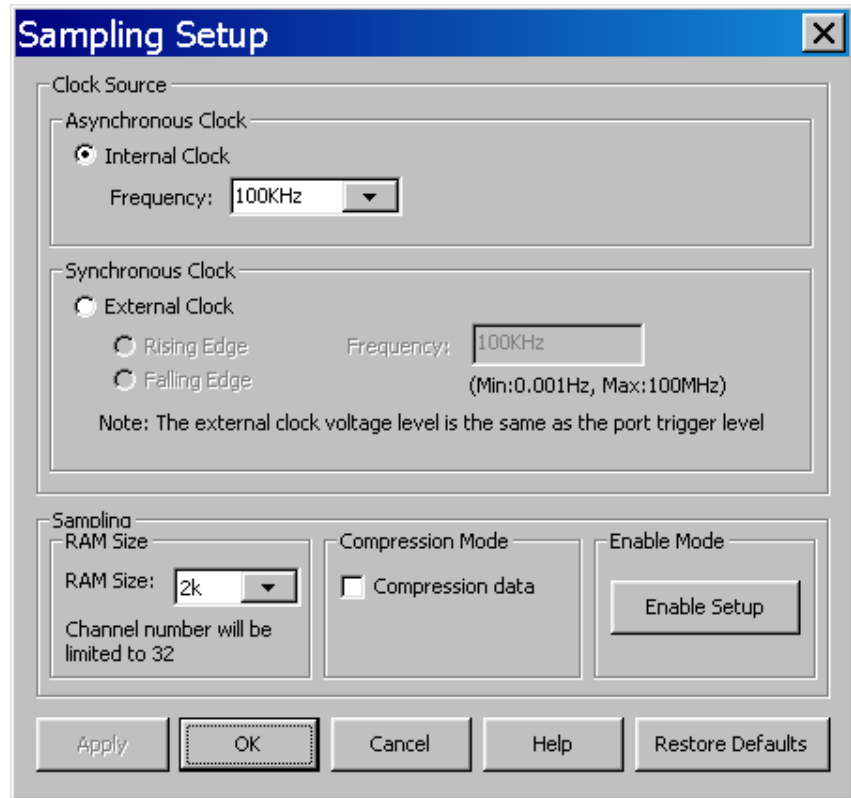 Sampling Setup
Clock Source
Asynchronous Clock
Internal Clock
Frequency: 100KHz
Synchronous Clock
External Clock
Rising Edge
Frequency: 100KHz
Falling Edge
(Min:0.001Hz, Max:100MHz)
Note: The external clock voltage level is the same as the port trigger level
Sampling
RAM Size
RAM Size: 2k
Channel number will be
limited to 32
Compression Mode
Compression data
Enable Mode
Enable Setup
Apply
OK
Cancel
Help
Restore Defaults